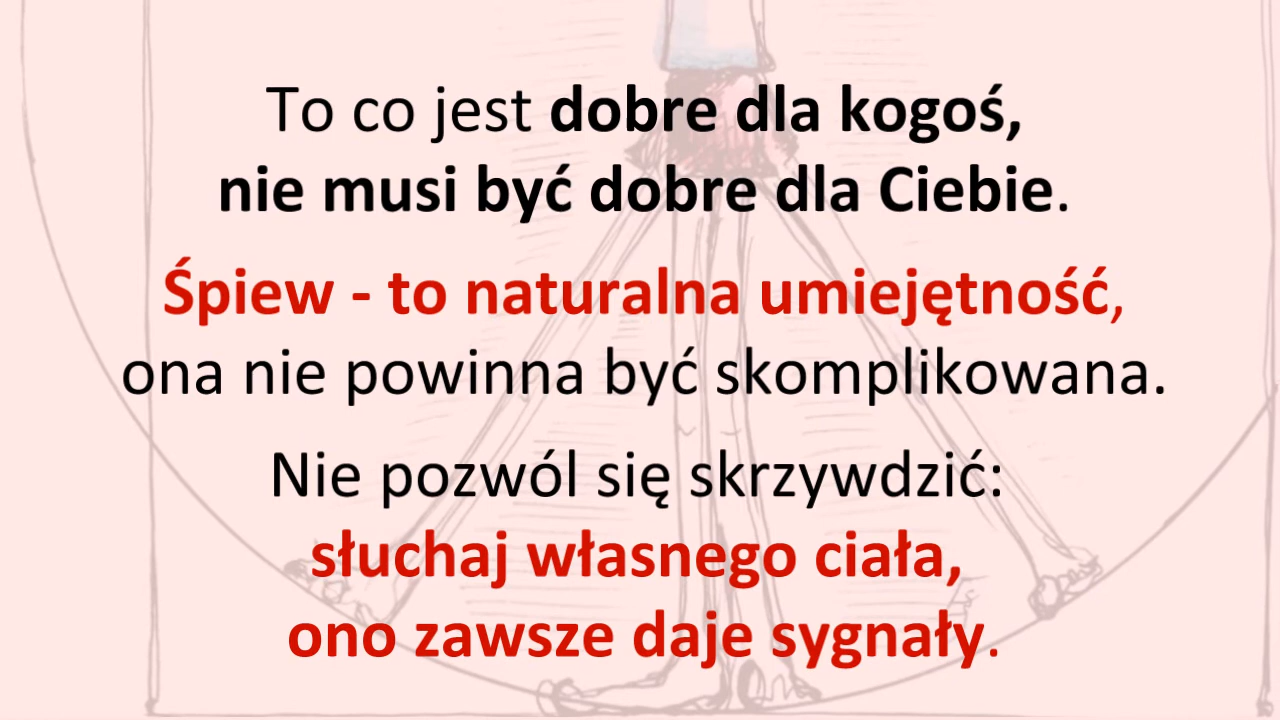 To co jest dobre dla kogoś,
nie musi być dobre dla Ciebie.
Śpiew - to naturalna umiejętność,
ona nie powinna być skomplikowana.
Nie pozwól się skrzywdzić:
słuchaj własnego ciała,
ono zawsze daje sygnały.